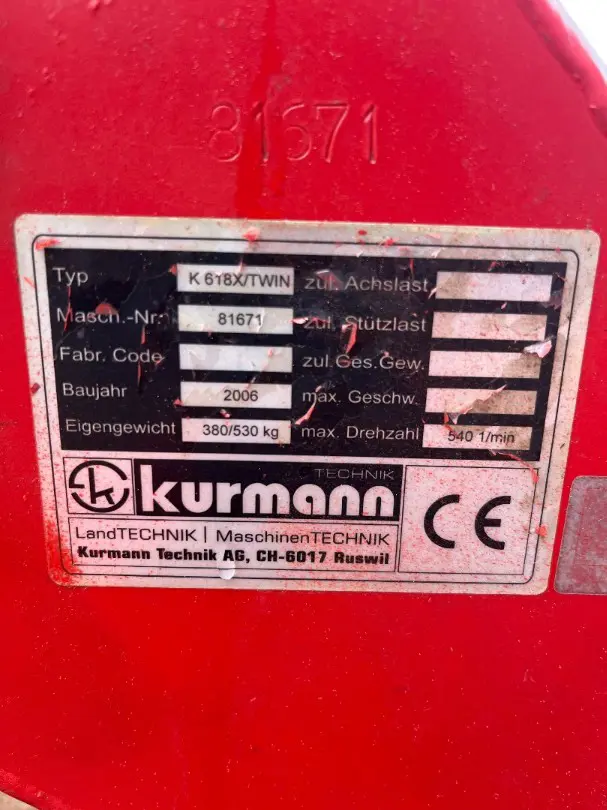 81671
Typ K 618X/TWIN zul. Achslast
Masch.-Nr: 81671 zul. Stützlast
Fabr. Code zul.Ges.Gew.
Baujahr 2006 max. Geschw.
Eigengewicht 380/530 kg max. Drehzahl 540 1/min
TECHNIK
k kurmann
CE
LandTECHNIK | MaschinenTECHNIK
Kurmann Technik AG, CH-6017 Ruswil